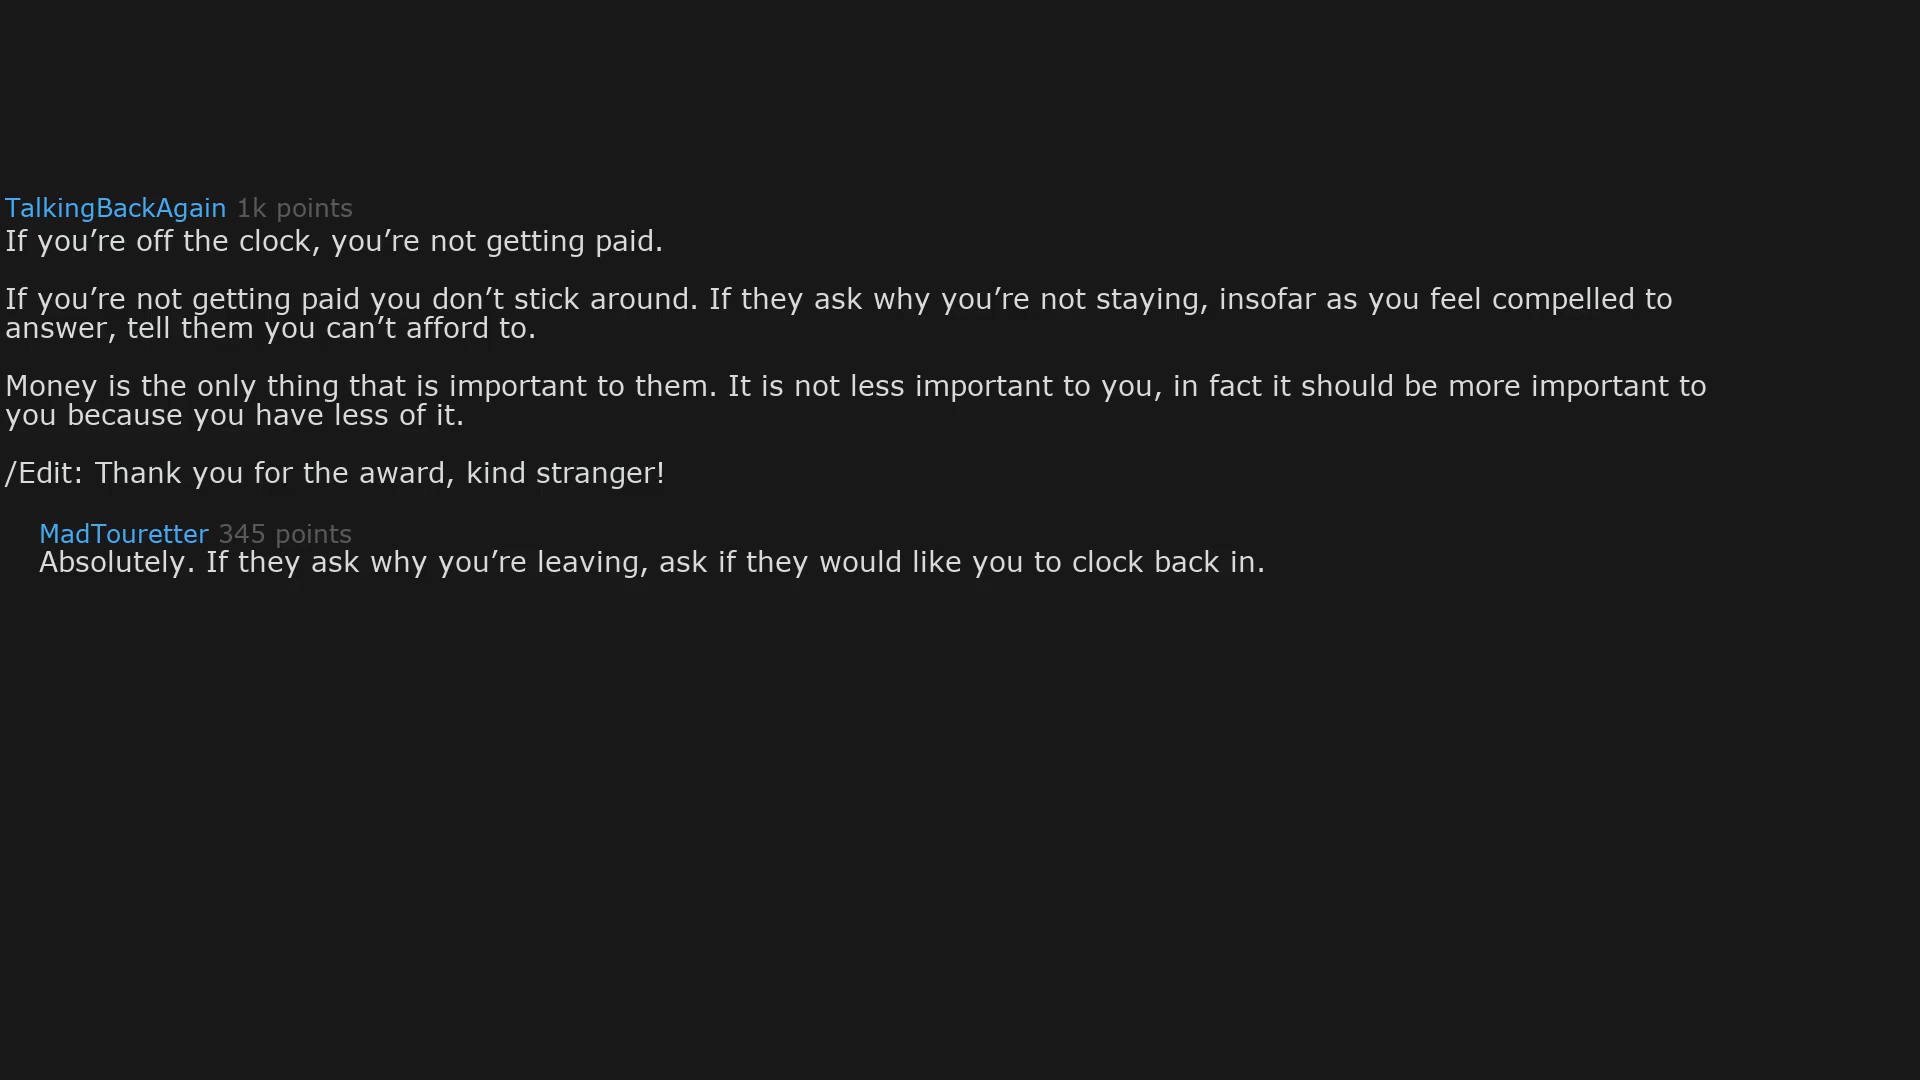 TalkingBackAgain 1k points
If you’re off the clock, you’re not getting paid.
If you’re not getting paid you don’t stick around. If they ask why you’re not staying, insofar as you feel compelled to
answer, tell them you can’t afford to.
Money is the only thing that is important to them. It is not less important to you, in fact it should be more important to
you because you have less of it.
/Edit: Thank you for the award, kind stranger!
MadTouretter 345 points
Absolutely. If they ask why you’re leaving, ask if they would like you to clock back in.